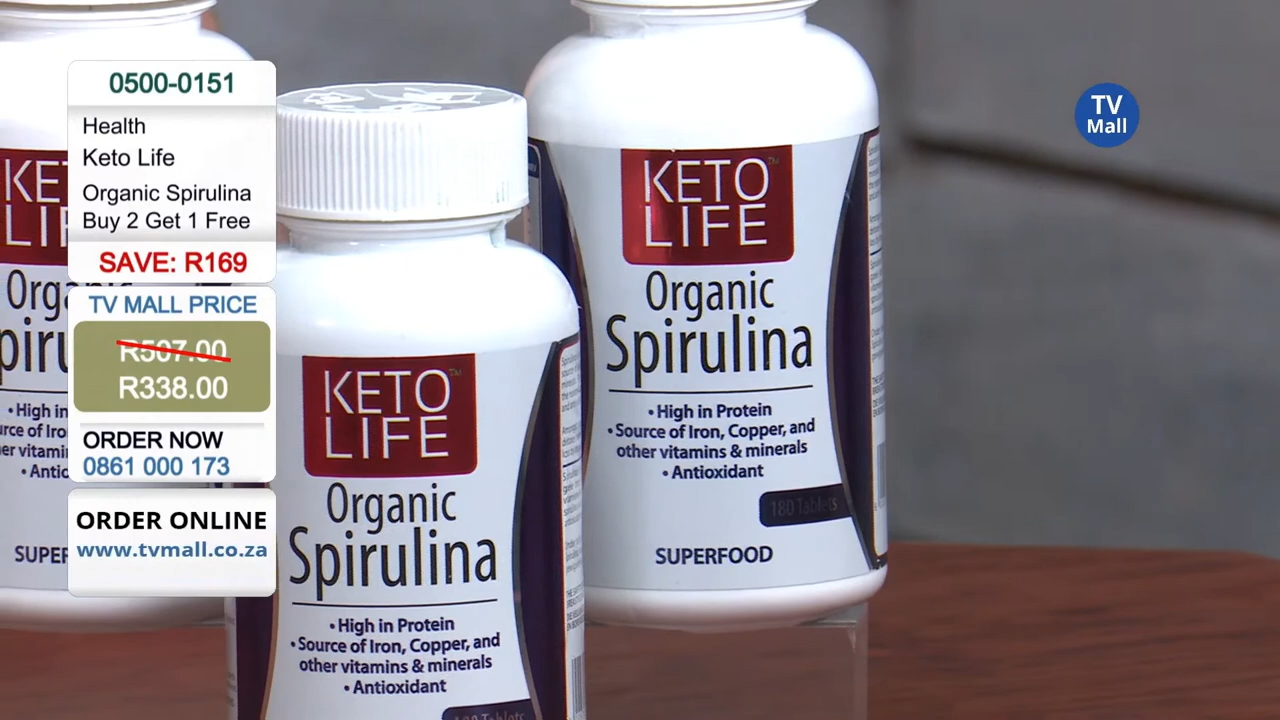 0500-0151
Health
Keto Life
Organic Spirulina
Buy 2 Get 1 Free
SAVE: R169
TV MALL PRICE
R507.00
R338.00
ORDER NOW
0861 000 173
ORDER ONLINE
www.tvmall.co.za
TV
Mall
KETO
LIFE
Organic
Spirulina
• High in Protein
• Source of Iron, Copper, and
other vitamins & minerals
• Antioxidant
180 Tablets
KETO™
LIFE
Organic
Spirulina
• High in Protein
• Source of Iron, Copper, and
other vitamins & minerals
• Antioxidant
180 Tablets
SUPERFOOD